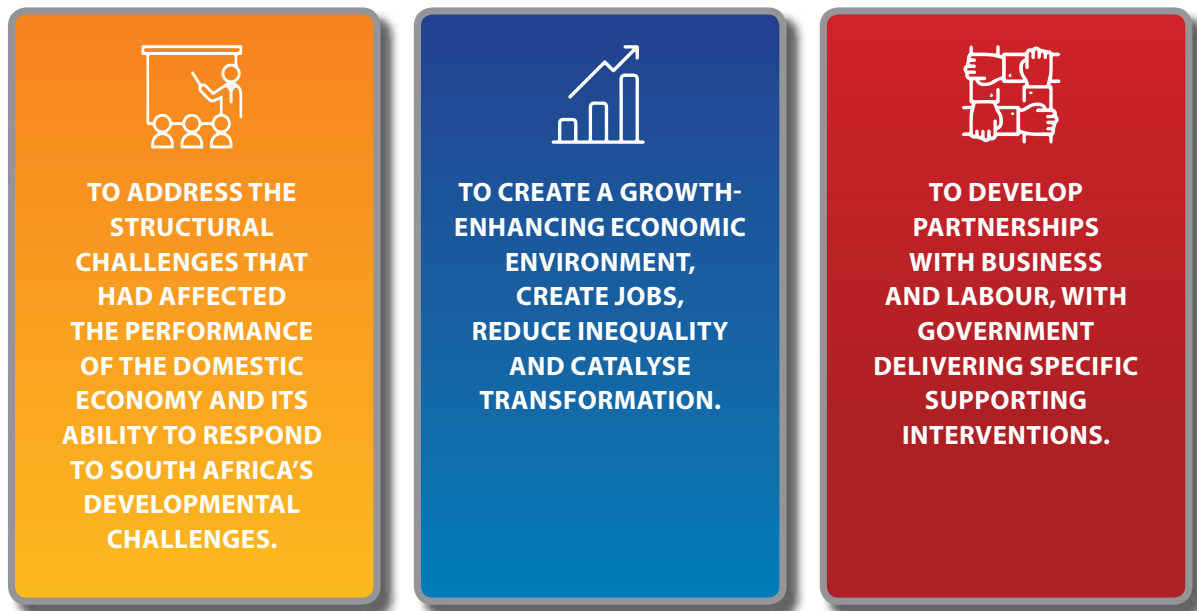 TO ADDRESS THE
STRUCTURAL
CHALLENGES THAT
HAD AFFECTED
THE PERFORMANCE
OF THE DOMESTIC
ECONOMY AND ITS
ABILITY TO RESPOND
TO SOUTH AFRICA’S
DEVELOPMENTAL
CHALLENGES.
TO CREATE A GROWTH-
ENHANCING ECONOMIC
ENVIRONMENT,
CREATE JOBS,
REDUCE INEQUALITY
AND CATALYSE
TRANSFORMATION.
TO DEVELOP
PARTNERSHIPS
WITH BUSINESS
AND LABOUR, WITH
GOVERNMENT
DELIVERING SPECIFIC
SUPPORTING
INTERVENTIONS.